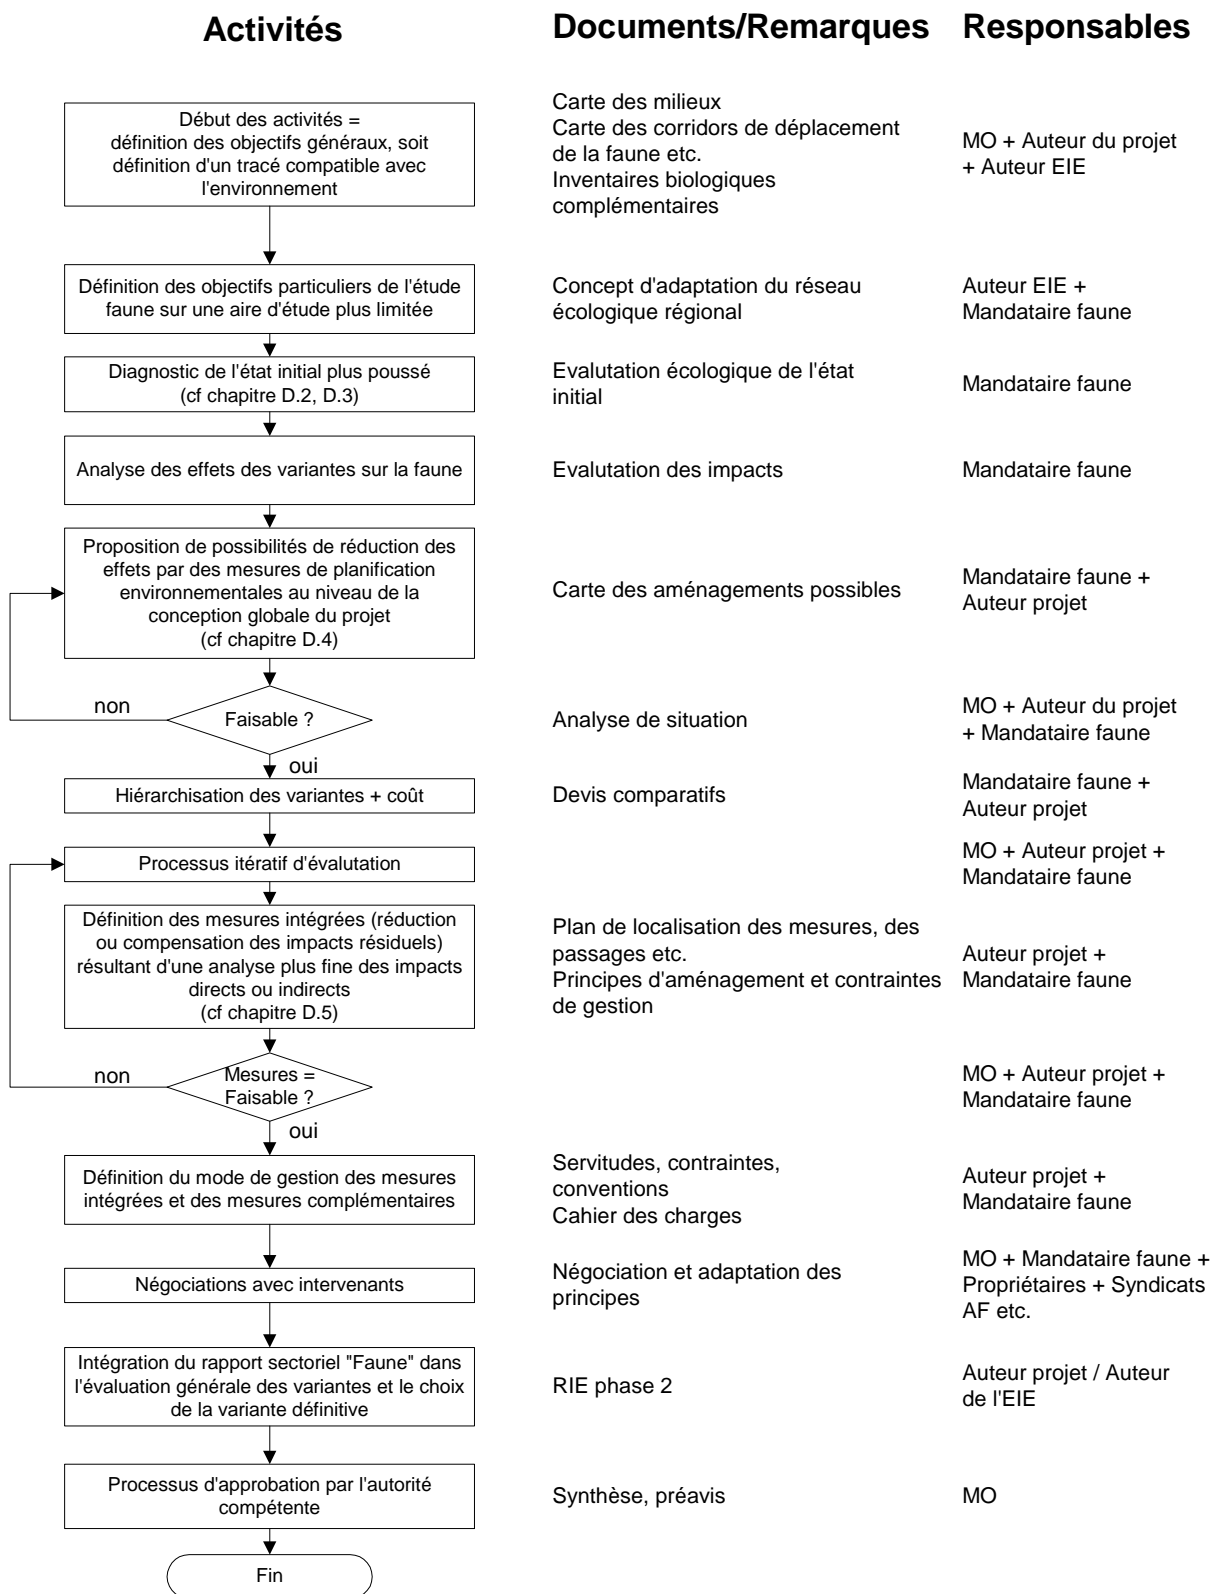 Activités
Documents/Remarques
Responsables
Début des activités =
définition des objectifs généraux, soit
définition d'un tracé compatible avec
l'environnement
Carte des milieux
Carte des corridors de déplacement
de la faune etc.
Inventaires biologiques
complémentaires
MO + Auteur du projet
+ Auteur EIE
Définition des objectifs particuliers de l'étude
faune sur une aire d'étude plus limitée
Concept d'adaptation du réseau
écologique régional
Auteur EIE +
Mandataire faune
Diagnostic de l'état initial plus poussé
(cf chapitre D.2, D.3)
Evalutation écologique de l'état
initial
Mandataire faune
Analyse des effets des variantes sur la faune
Evalutation des impacts
Mandataire faune
Proposition de possibilités de réduction des
effets par des mesures de planification
environnementales au niveau de la
conception globale du projet
(cf chapitre D.4)
Carte des aménagements possibles
Mandataire faune +
Auteur projet
non
Faisable ?
oui
Analyse de situation
MO + Auteur du projet
+ Mandataire faune
Hiérarchisation des variantes + coût
Devis comparatifs
Mandataire faune +
Auteur projet
Processus itératif d'évalutation
MO + Auteur projet +
Mandataire faune
Définition des mesures intégrées (réduction
ou compensation des impacts résiduels)
résultant d'une analyse plus fine des impacts
directs ou indirects
(cf chapitre D.5)
Plan de localisation des mesures, des
passages etc.
Principes d'aménagement et contraintes
de gestion
Auteur projet +
Mandataire faune
non
Mesures =
Faisable ?
oui
MO + Auteur projet +
Mandataire faune
Définition du mode de gestion des mesures
intégrées et des mesures complémentaires
Servitudes, contraintes,
conventions
Cahier des charges
Auteur projet +
Mandataire faune
Négociations avec intervenants
Négociation et adaptation des
principes
MO + Mandataire faune +
Propriétaires + Syndicats
AF etc.
Intégration du rapport sectoriel "Faune" dans
l'évaluation générale des variantes et le choix
de la variante définitive
RIE phase 2
Auteur projet / Auteur
de l'EIE
Processus d'approbation par l'autorité
compétente
Synthèse, préavis
MO
Fin